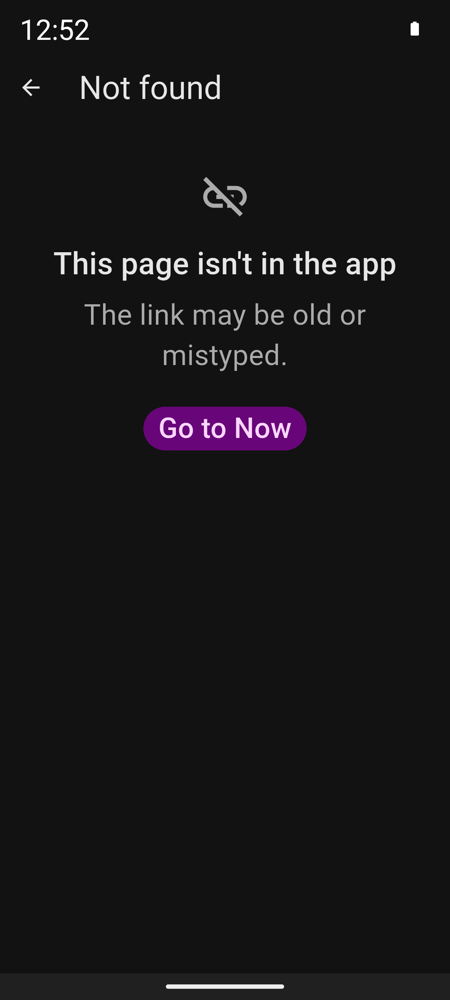 12:52
Not found
This page isn't in the app
The link may be old or
mistyped.
Go to Now